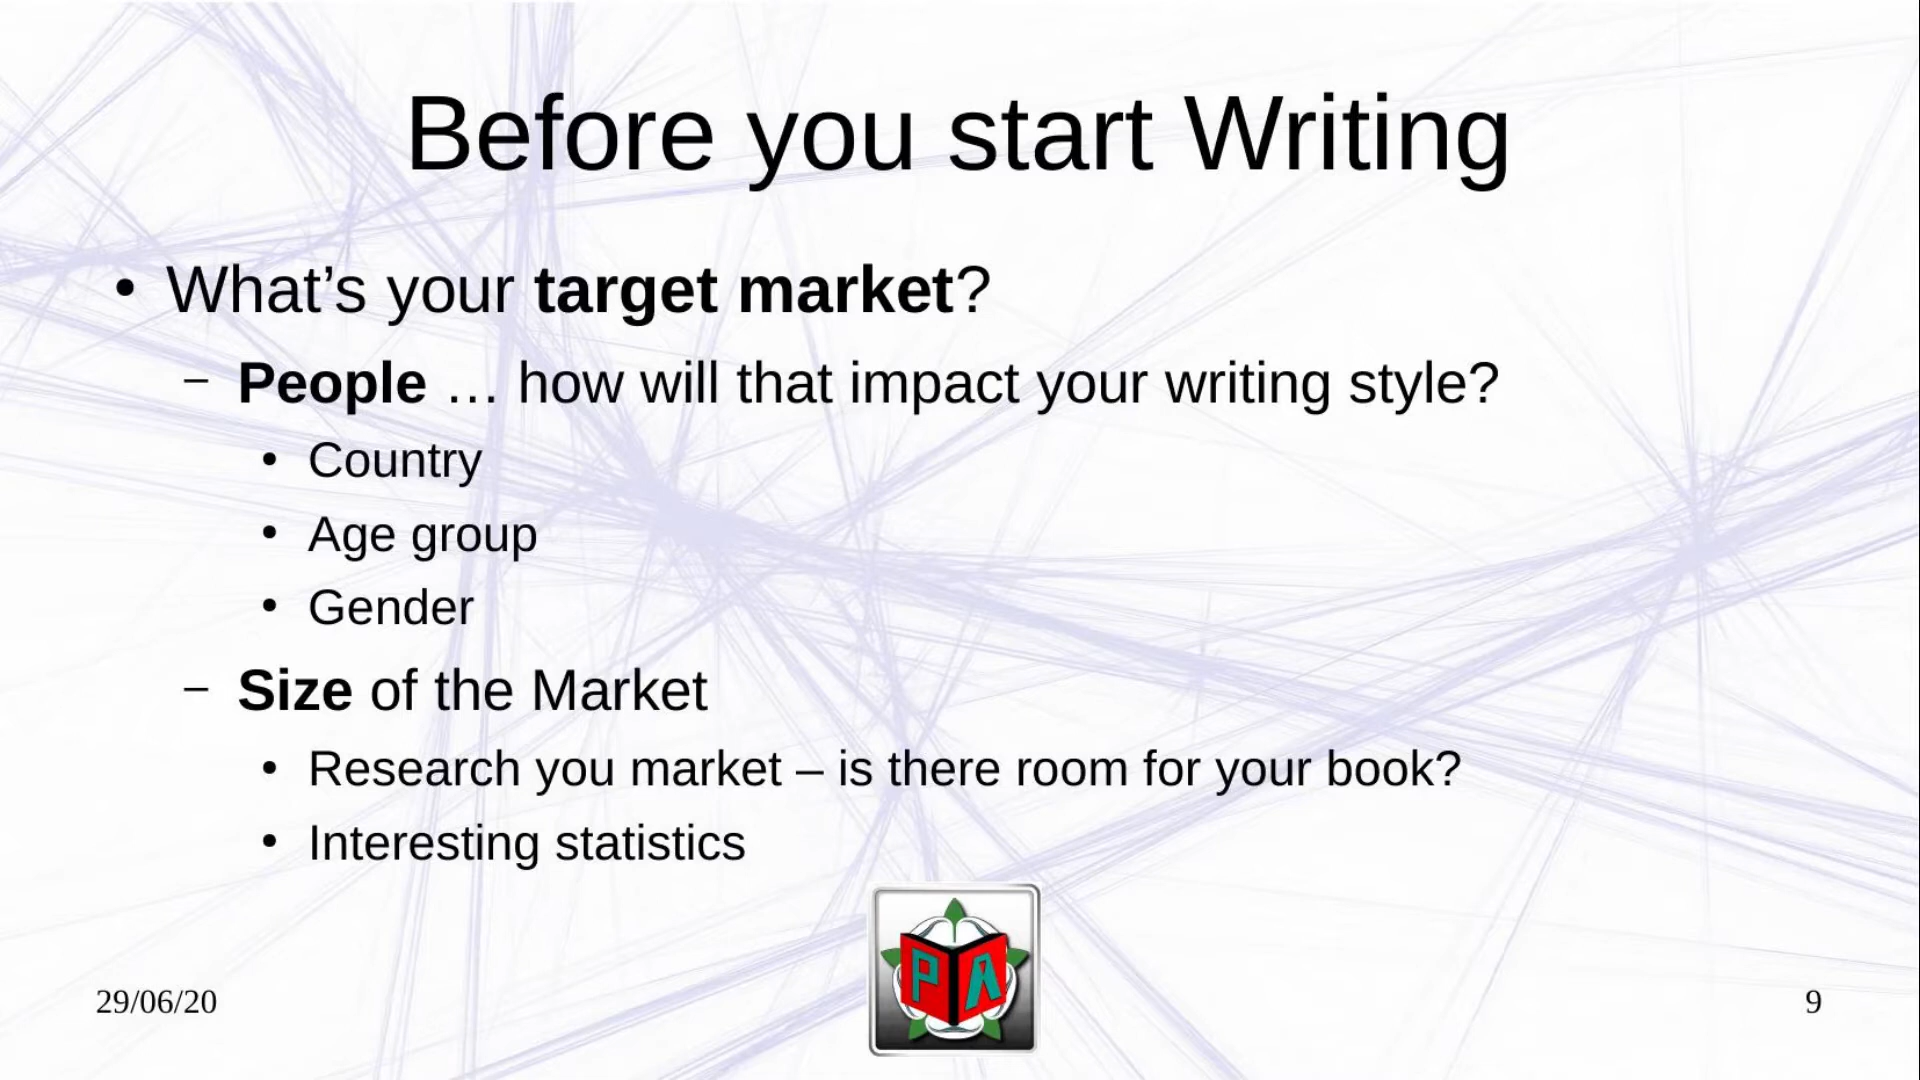 Before you start Writing
• What’s your target market?
– People … how will that impact your writing style?
• Country
• Age group
• Gender
– Size of the Market
• Research you market – is there room for your book?
• Interesting statistics
P A
29/06/20
9